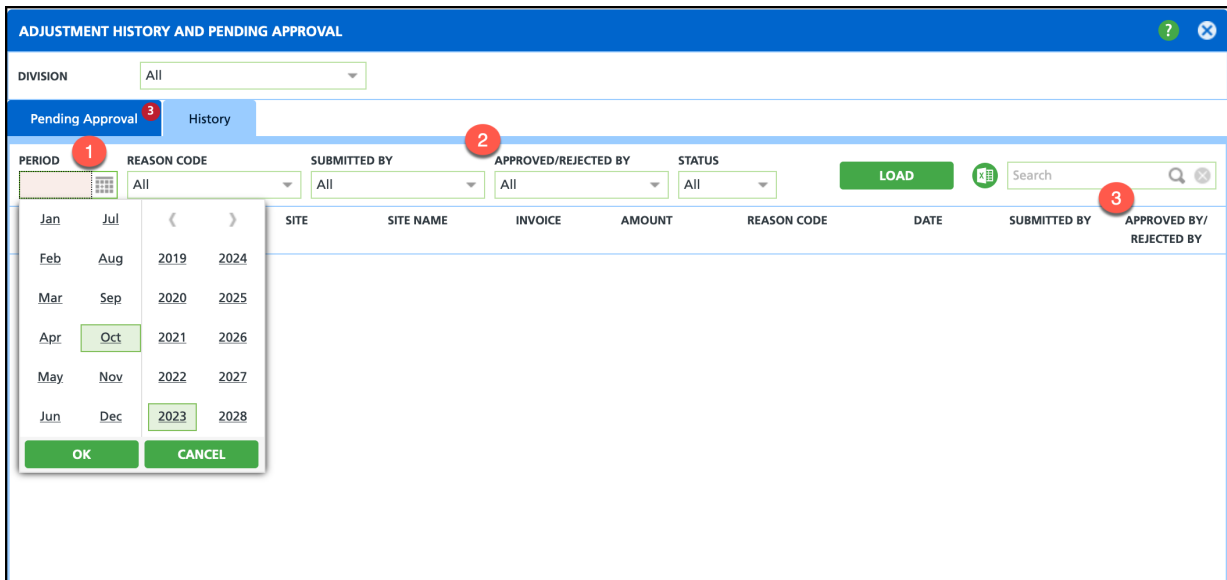 ADJUSTMENT HISTORY AND PENDING APPROVAL ?
DIVISION All
Pending Approval 3 History
1 2
PERIOD REASON CODE SUBMITTED BY APPROVED/REJECTED BY STATUS
All All All All LOAD Search
3
SITE SITE NAME INVOICE AMOUNT REASON CODE DATE SUBMITTED BY APPROVED BY/
REJECTED BY
Jan Jul
Feb Aug 2019 2024
Mar Sep 2020 2025
Apr Oct 2021 2026
May Nov 2022 2027
Jun Dec 2023 2028
OK CANCEL